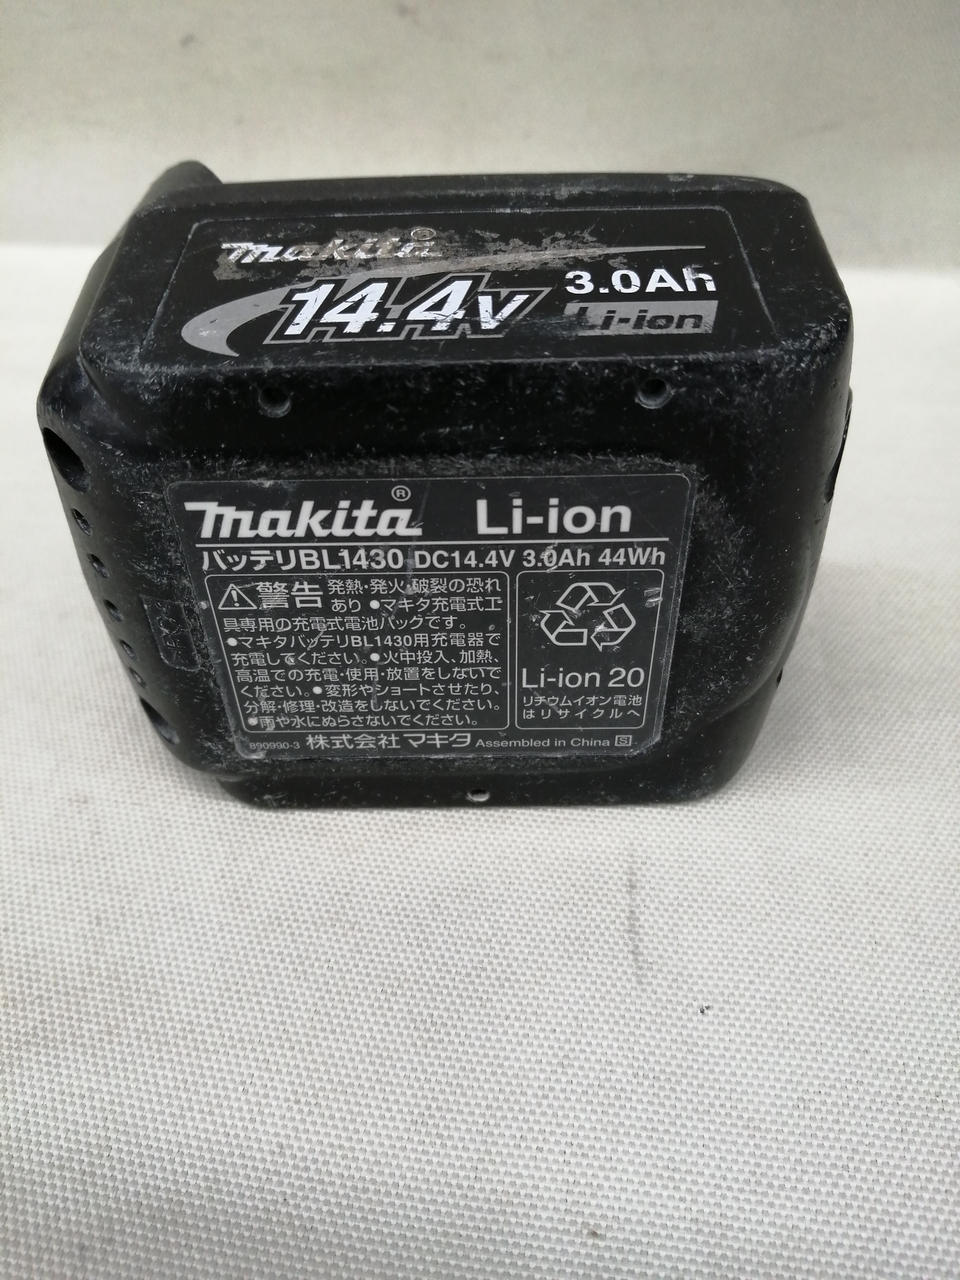 makita®
14.4V
3.0Ah
Li-ion
makita® Li-ion
バッテリBL1430 DC14.4V 3.0Ah 44Wh
警告 発熱・発火・破裂の恐れ
あり ●マキタ充電式工
具専用の充電式電池パックです。
●マキタバッテリBL1430用充電器で
充電してください。●火中投入、加熱、
高温での充電・使用・放置をしないで
ください。●変形やショートさせたり、
分解・修理・改造をしないでください。
●雨や水にぬらさないでください。
Li-ion 20
リチウムイオン電池
はリサイクルへ
890990-3 株式会社 マキタ Assembled in China S